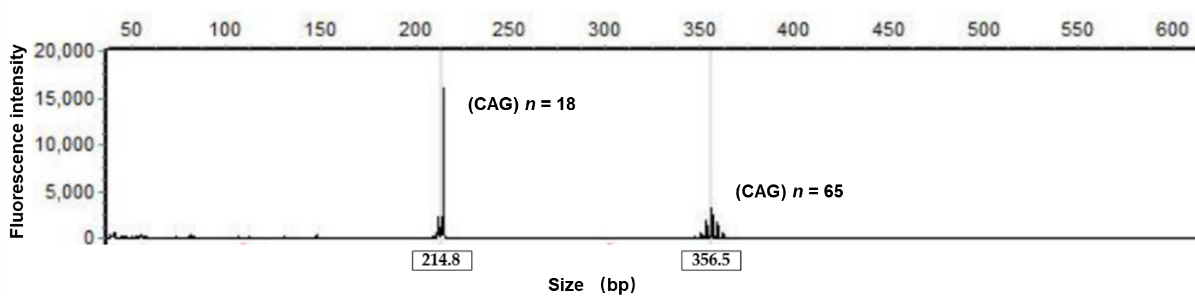 50 100 150 200 250 300 350 400 450 500 550 600
Fluorescence intensity
20,000
15,000
10,000
5,000
0
(CAG) n = 18
(CAG) n = 65
214.8
356.5
Size (bp)